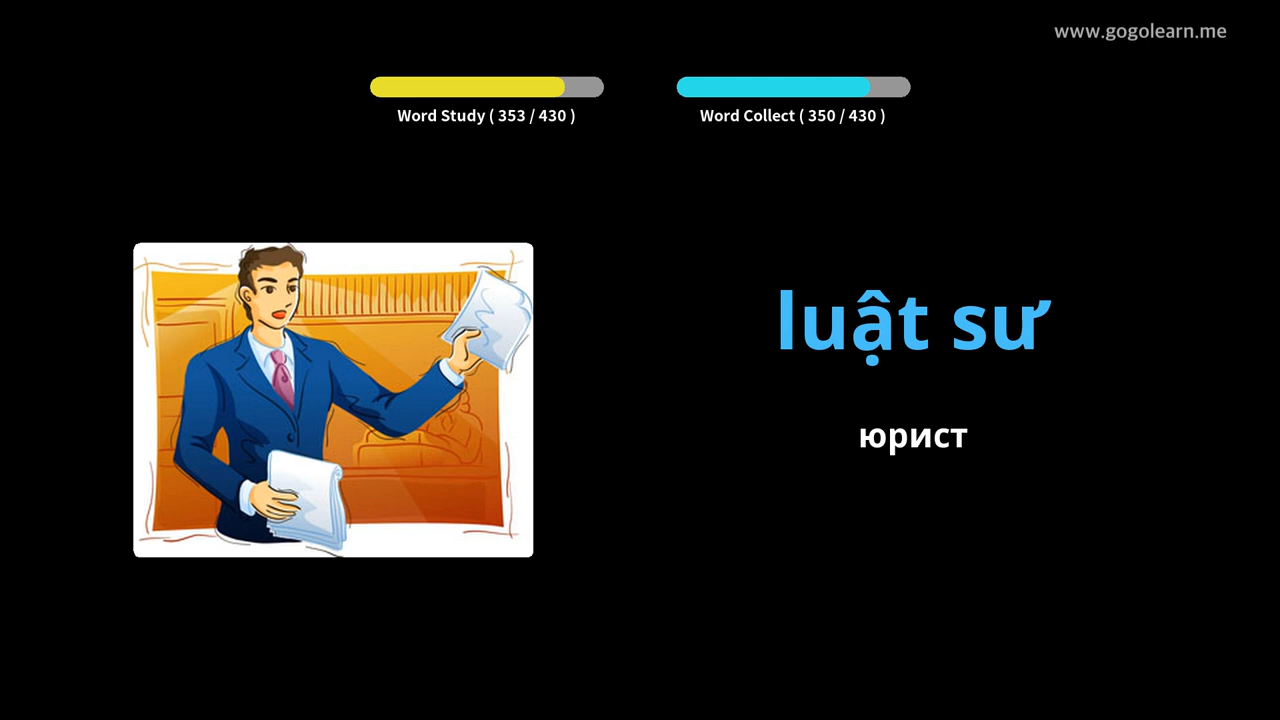 www.gogolearn.me
Word Study ( 353 / 430 )
Word Collect ( 350 / 430 )
luật sư
юрист